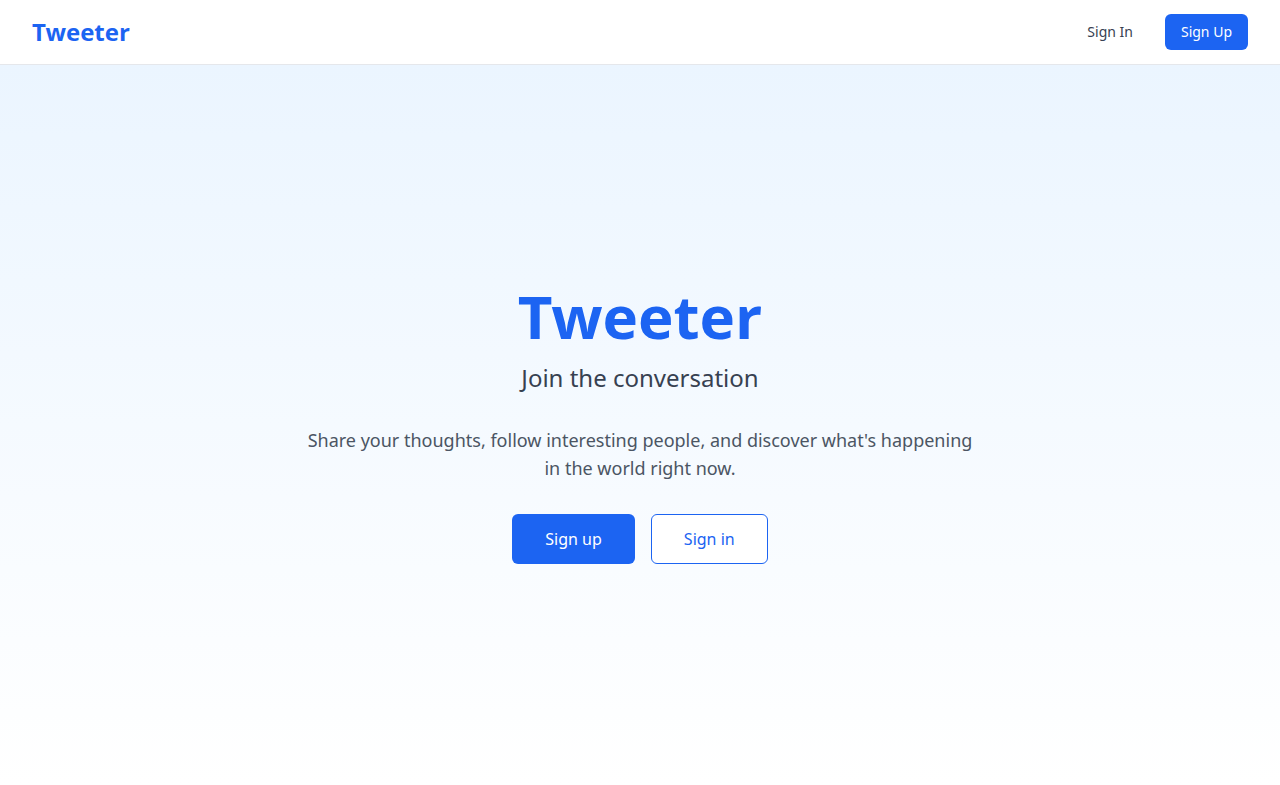 Tweeter
Sign In
Sign Up
Tweeter
Join the conversation
Share your thoughts, follow interesting people, and discover what's happening
in the world right now.
Sign up
Sign in